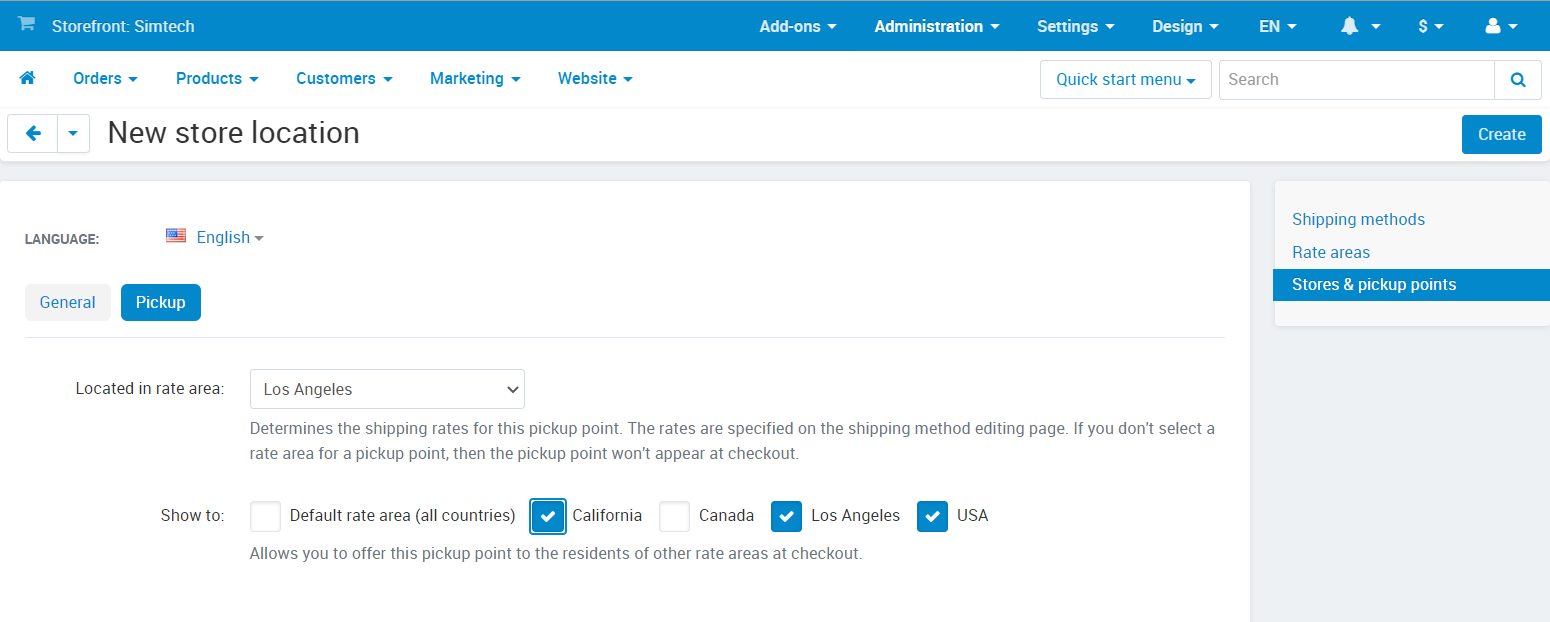 Storefront: Simtech Add-ons Administration Settings Design EN $
Orders Products Customers Marketing Website Quick start menu Search
New store location Create
LANGUAGE: English
General Pickup
Located in rate area: Los Angeles
Determines the shipping rates for this pickup point. The rates are specified on the shipping method editing page. If you don't select a
rate area for a pickup point, then the pickup point won't appear at checkout.
Show to: Default rate area (all countries) California Canada Los Angeles USA
Allows you to offer this pickup point to the residents of other rate areas at checkout.
Shipping methods
Rate areas
Stores & pickup points